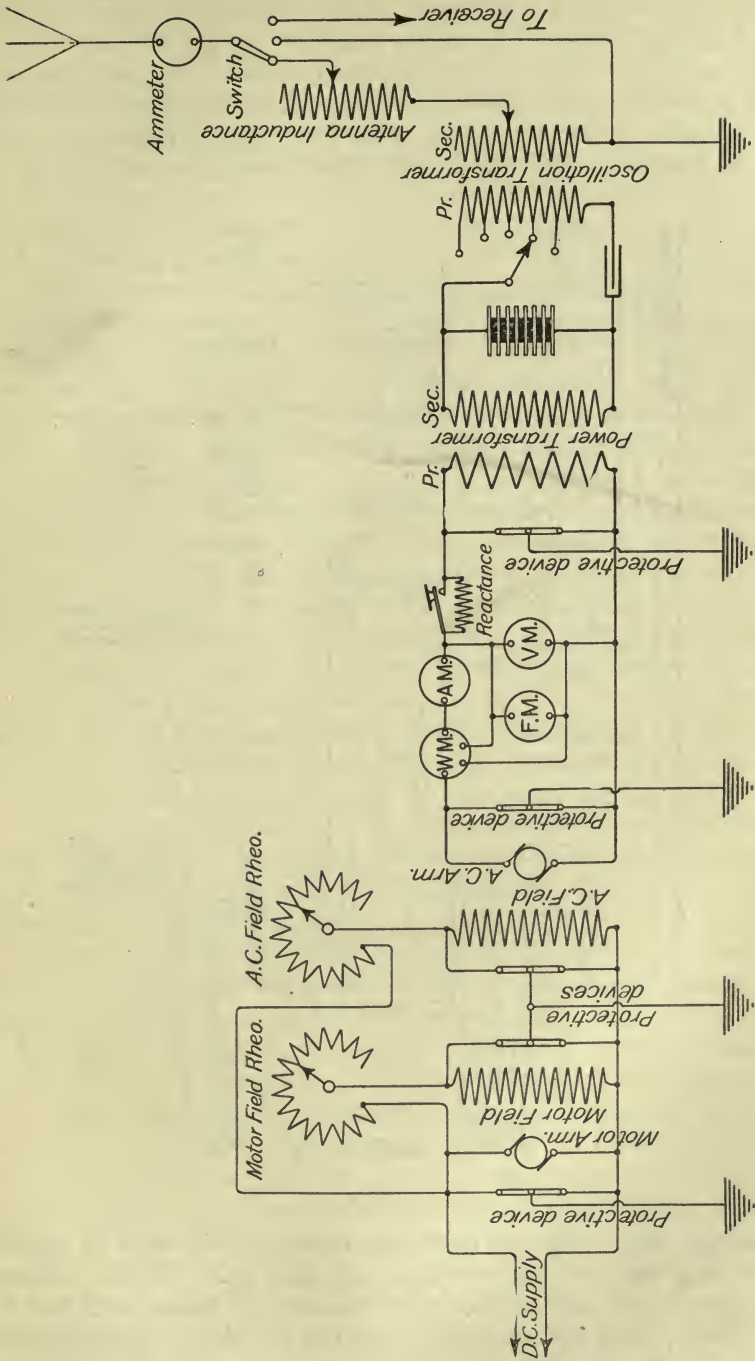 To Receiver
Ammeter
Switch
Antenna Inductance
Sec.
Oscillation Transformer
Pr.
Sec.
Power Transformer
Pr.
Protective device
Reactance
A.M.
V.M.
W.M.
F.M.
Protective device
A.C. Arm.
A.C. Field
A.C. Field Rheo.
Protective
devices
Motor Field Rheo.
Motor Field
Motor Arm.
Protective device
D.C. Supply